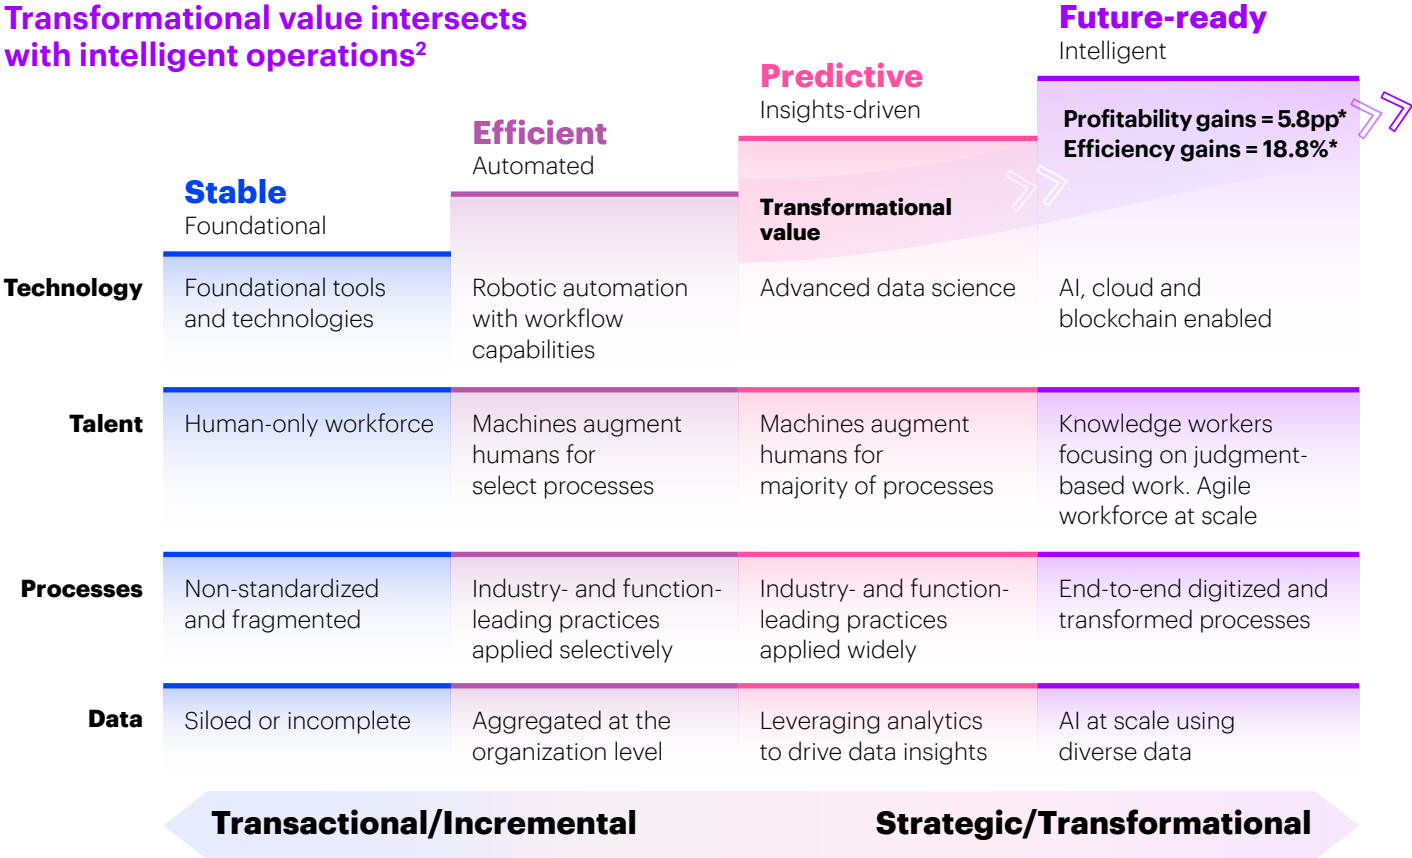 Transformational value intersects
with intelligent operations²
Stable
Foundational
Efficient
Automated
Predictive
Insights-driven
Future-ready
Intelligent
Transformational
value
Profitability gains = 5.8pp*
Efficiency gains = 18.8%*
Technology
Foundational tools
and technologies
Robotic automation
with workflow
capabilities
Advanced data science
AI, cloud and
blockchain enabled
Talent
Human-only workforce
Machines augment
humans for
select processes
Machines augment
humans for
majority of processes
Knowledge workers
focusing on judgment-
based work. Agile
workforce at scale
Processes
Non-standardized
and fragmented
Industry- and function-
leading practices
applied selectively
Industry- and function-
leading practices
applied widely
End-to-end digitized and
transformed processes
Data
Siloed or incomplete
Aggregated at the
organization level
Leveraging analytics
to drive data insights
AI at scale using
diverse data
Transactional/Incremental
Strategic/Transformational